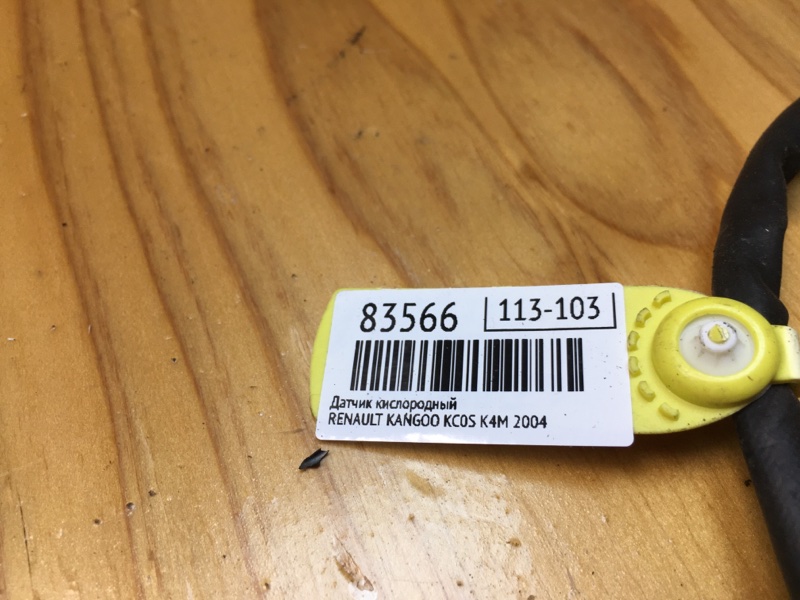 83566 113-103
Датчик кислородный
RENAULT KANGOO KC0S K4M 2004